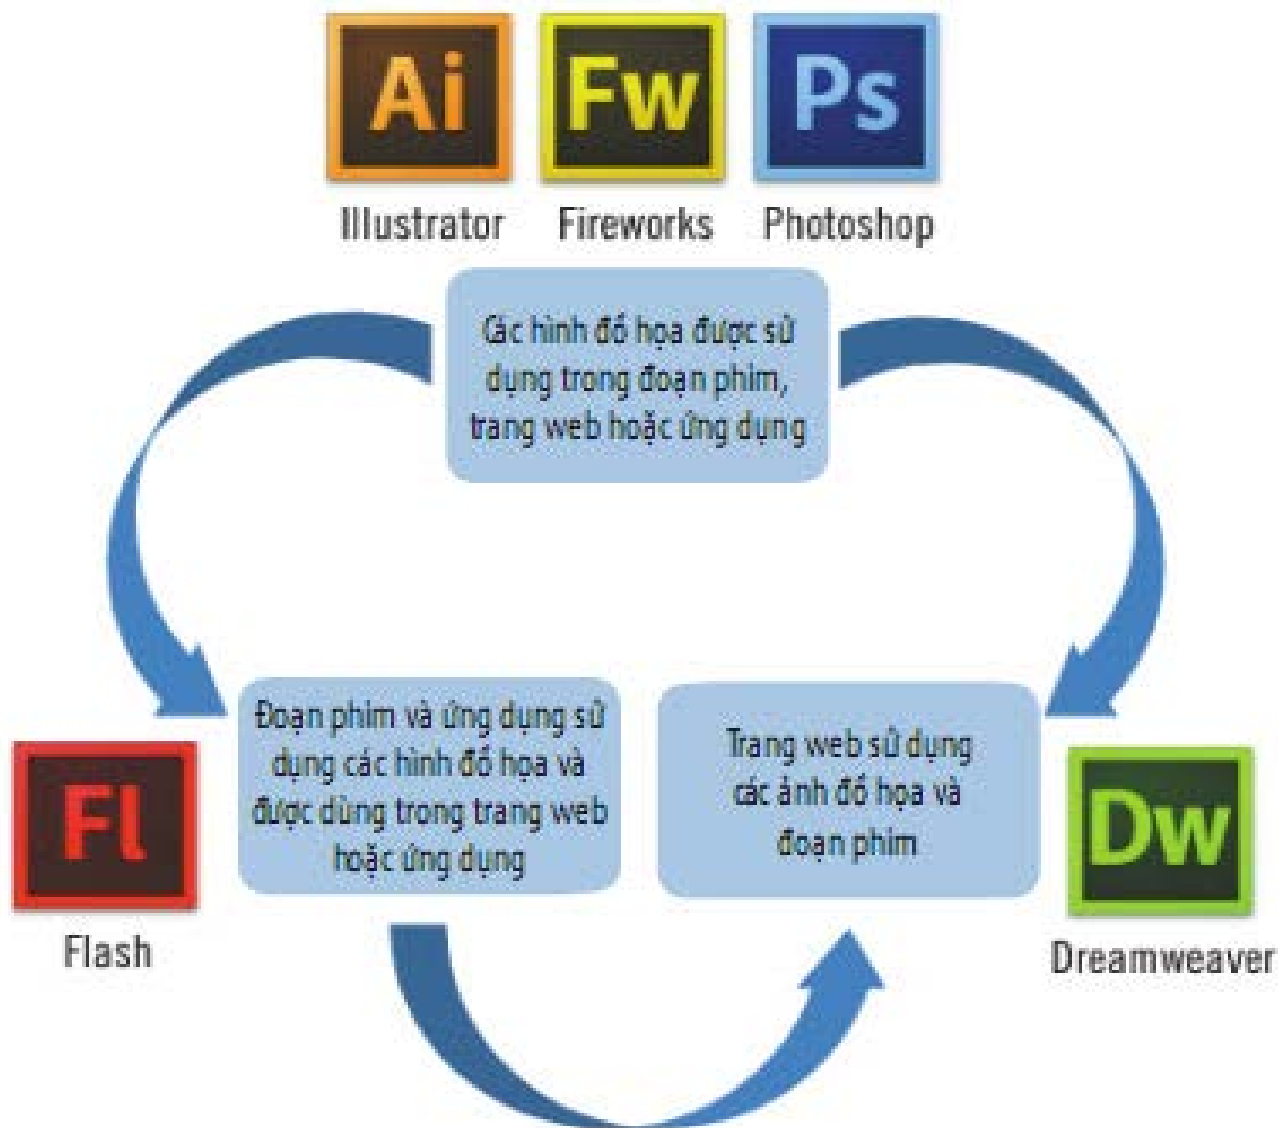 Ai Fw Ps
Illustrator Fireworks Photoshop
Các hình đồ họa được sử
dụng trong đoạn phim,
trang web hoặc ứng dụng
Fl
Flash
Đoạn phim và ứng dụng sử
dụng các hình đồ họa và
được dùng trong trang web
hoặc ứng dụng
Trang web sử dụng
các ảnh đồ họa và
đoạn phim
Dw
Dreamweaver